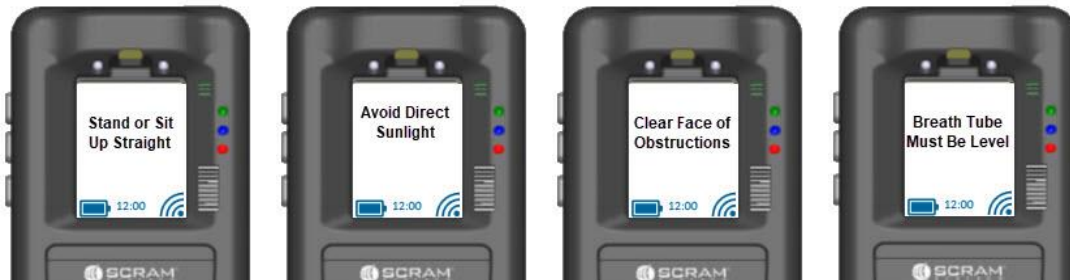 Stand or Sit
Up Straight
12:00
SCRAM
Avoid Direct
Sunlight
12:00
SCRAM
Clear Face of
Obstructions
12:00
SCRAM
Breath Tube
Must Be Level
12:00
SCRAM